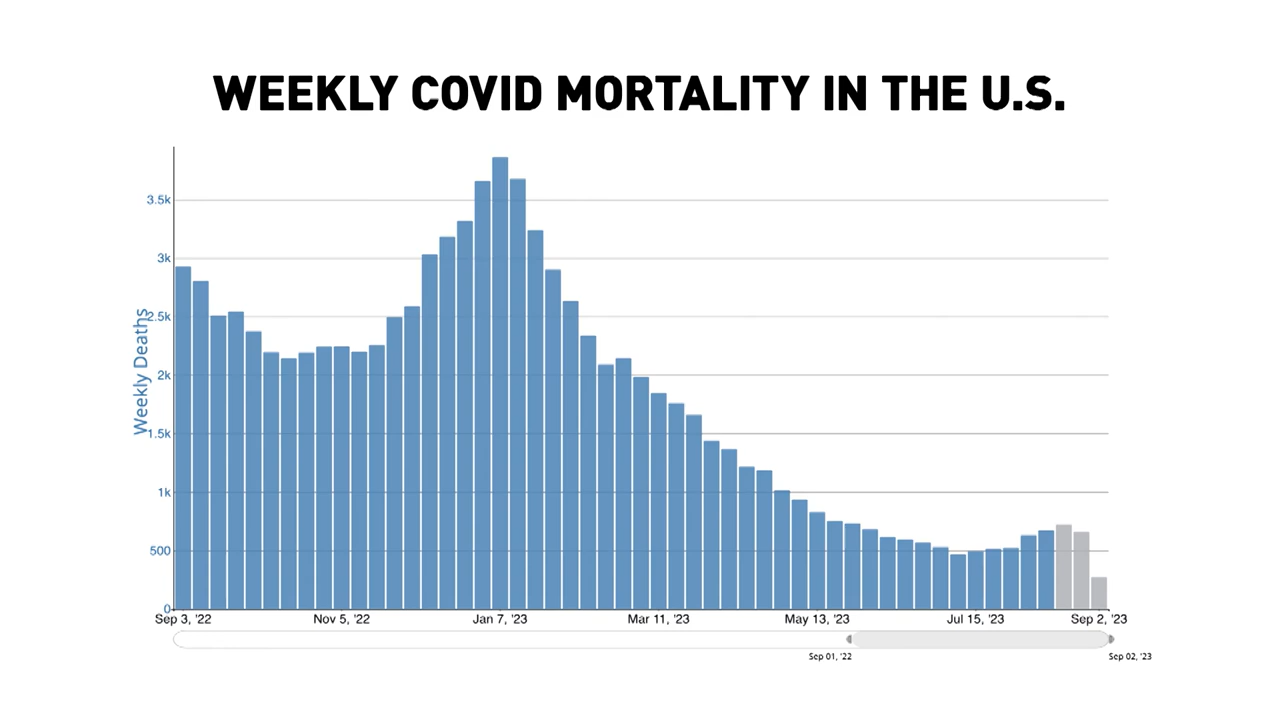 WEEKLY COVID MORTALITY IN THE U.S.
Weekly Deaths
3.5k
3k
2.5k
2k
1.5k
1k
500
0
Sep 3, '22 Nov 5, '22 Jan 7, '23 Mar 11, '23 May 13, '23 Jul 15, '23 Sep 2, '23
Sep 01, '22 Sep 02, '23